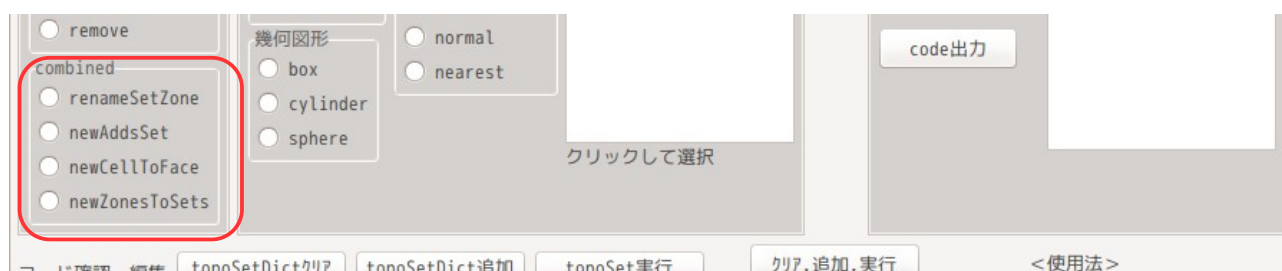 remove
combined
renameSetZone
newAddsSet
newCellToFace
newZonesToSets
幾何図形
box
cylinder
sphere
normal
nearest
クリックして選択
code出力
topoSetDictクリア
topoSetDict追加
topoSet実行
クリア,追加,実行
<使用法>